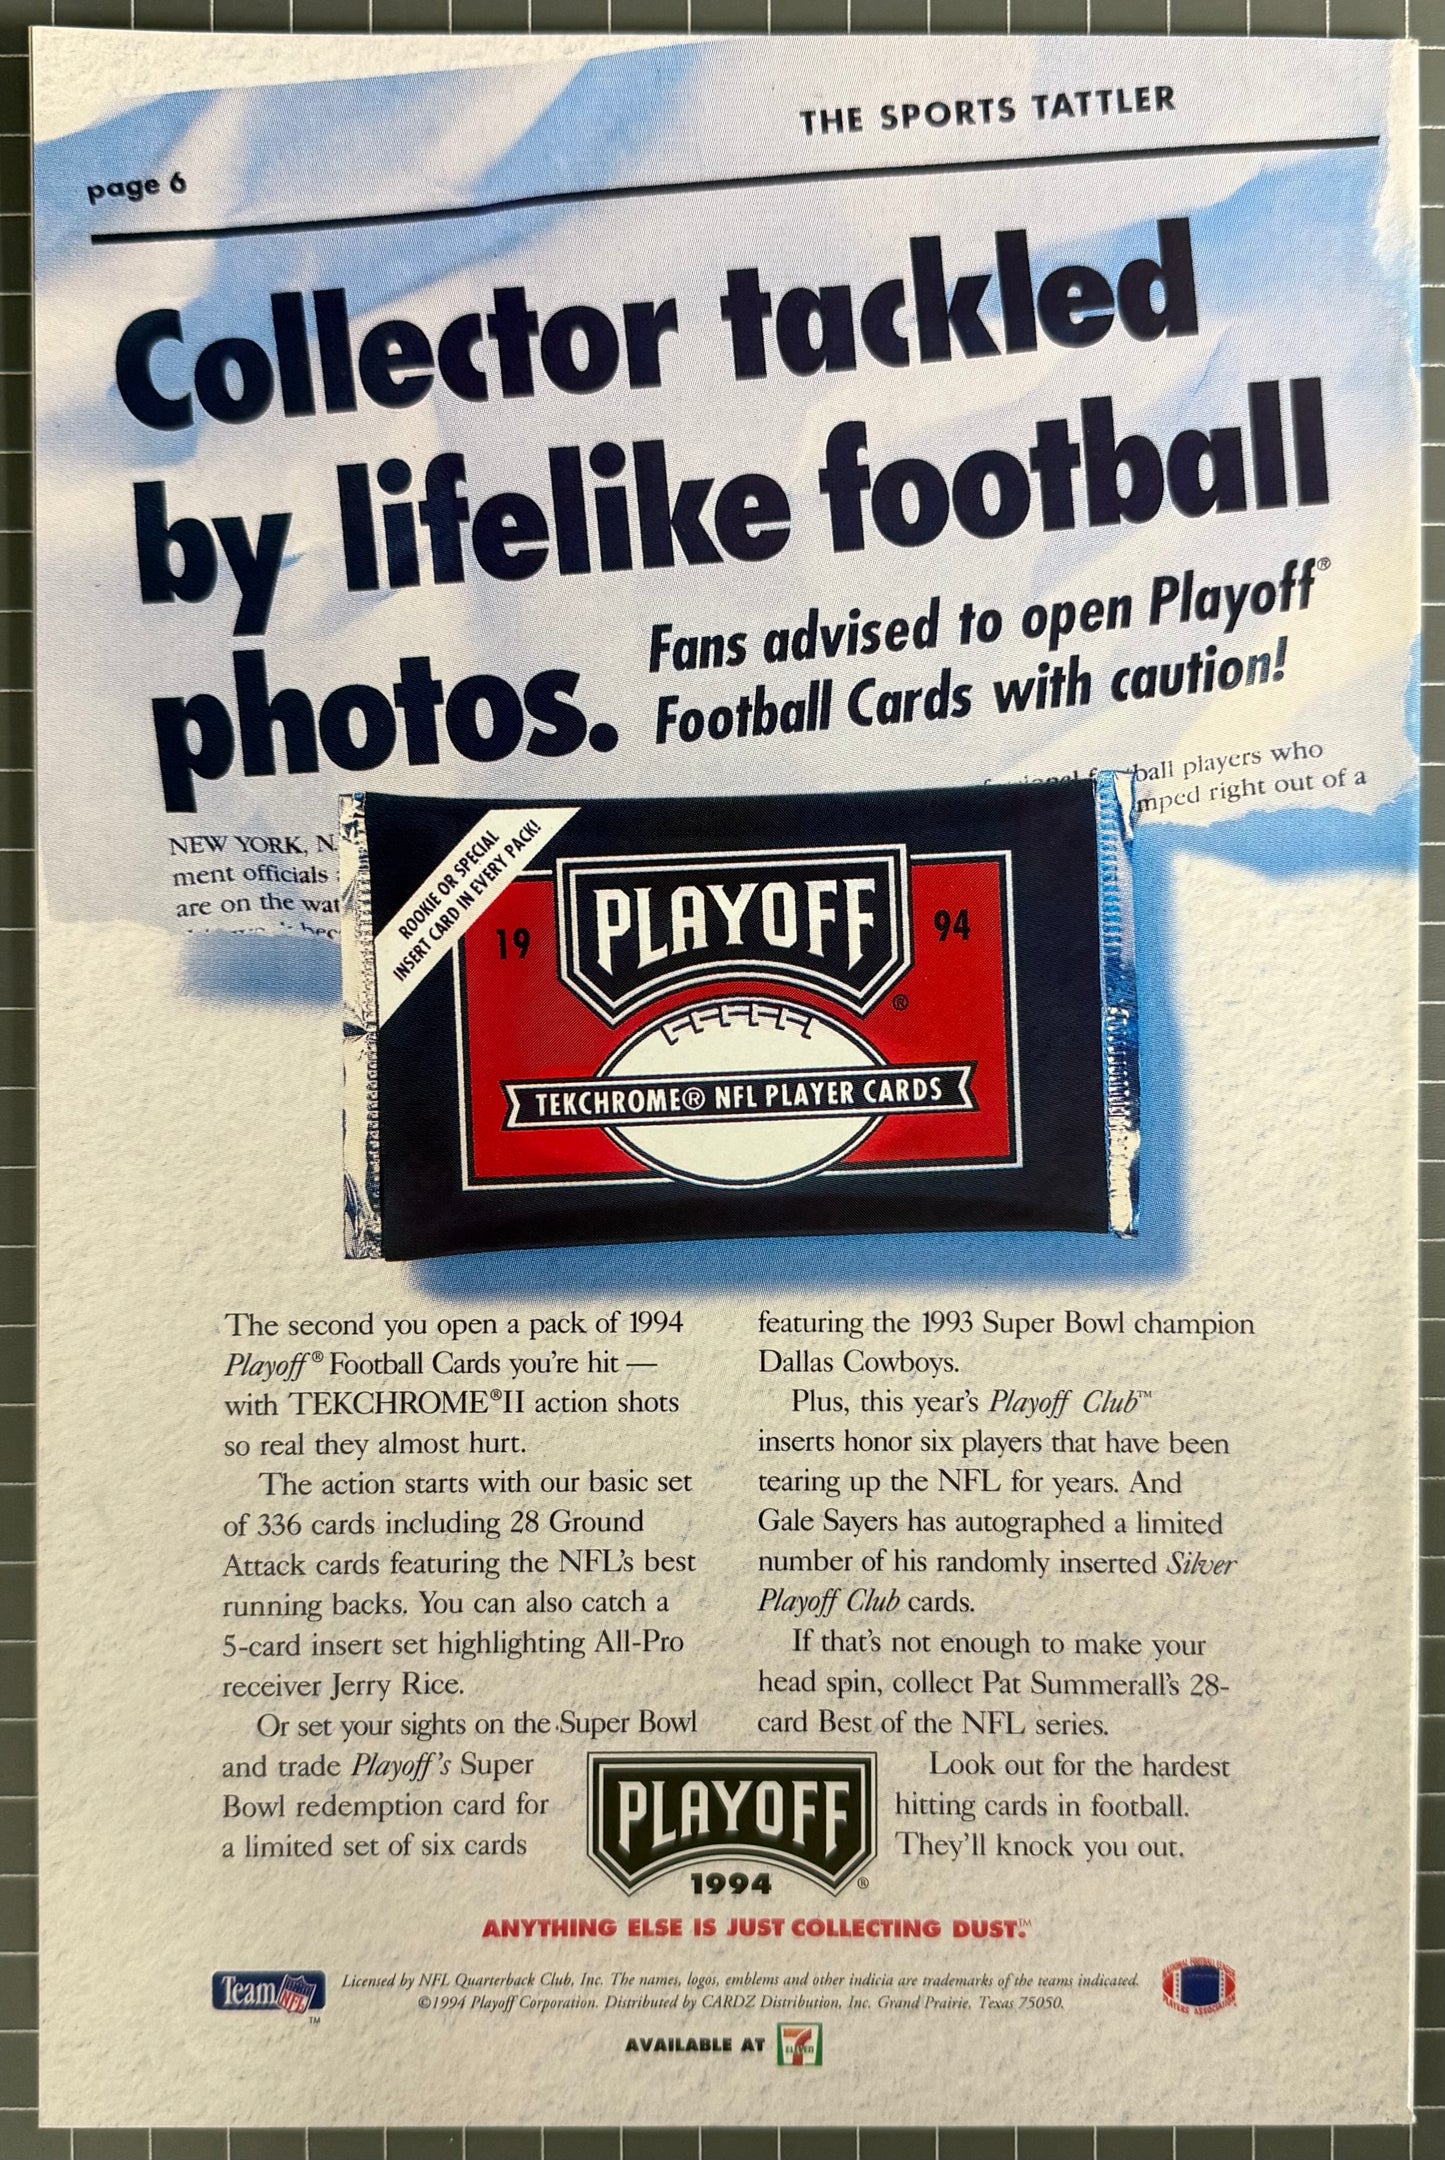 THE SPORTS TATTLER
page 6
Collector tackled
by lifelike football
photos.
Fans advised to open Playoff®
Football Cards with caution!
ball players who
right out of a
NEW YORK, N.
ment officials
are on the wat
ROOKIE OR SPECIAL
INSERT CARD IN EVERY PACK!
19 PLAYOFF® 94
TEKCHROME® NFL PLAYER CARDS
The second you open a pack of 1994
Playoff® Football Cards you're hit —
with TEKCHROME®II action shots
so real they almost hurt.
The action starts with our basic set
of 336 cards including 28 Ground
Attack cards featuring the NFL's best
running backs. You can also catch a
5-card insert set highlighting All-Pro
receiver Jerry Rice.
Or set your sights on the Super Bowl
and trade Playoff's Super
Bowl redemption card for
a limited set of six cards
featuring the 1993 Super Bowl champion
Dallas Cowboys.
Plus, this year's Playoff Club™
inserts honor six players that have been
tearing up the NFL for years. And
Gale Sayers has autographed a limited
number of his randomly inserted Silver
Playoff Club cards.
If that's not enough to make your
head spin, collect Pat Summerall's 28-
card Best of the NFL series.
Look out for the hardest
hitting cards in football.
They'll knock you out.
PLAYOFF
1994 ®
ANYTHING ELSE IS JUST COLLECTING DUST.™
Team NFL ™
Licensed by NFL Quarterback Club, Inc. The names, logos, emblems and other indicia are trademarks of the teams indicated.
©1994 Playoff Corporation. Distributed by CARDZ Distribution, Inc. Grand Prairie, Texas 75050.
NATIONAL FOOTBALL LEAGUE
PLAYERS ASSOCIATION
AVAILABLE AT 7 ELEVEN